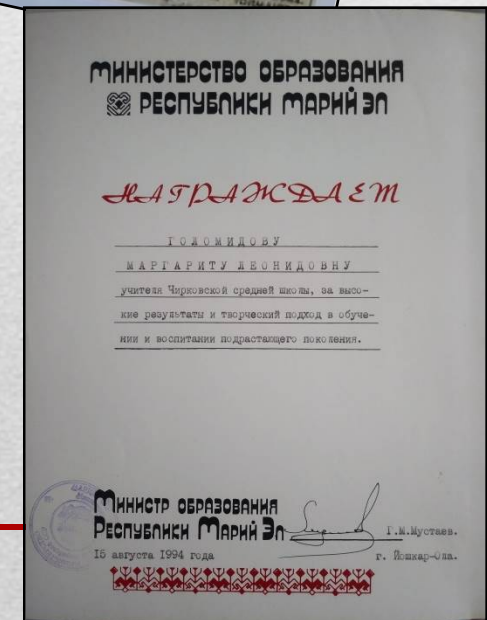 МИНИСТЕРСТВО ОБРАЗОВАНИЯ
РЕСПУБЛИКИ МАРИЙ ЭЛ
НАГРАЖДАЕТ
ГОЛОМИДОВУ
МАРГАРИТУ ЛЕОНИДОВНУ
учителя Чирковской средней школы, за высо-
кие результаты и творческий подход в обуче-
нии и воспитании подрастающего поколения.
Министр образования
Республики Марий Эл
Г.М.Мустаев.
15 августа 1994 года
г. Йошкар-Ола.